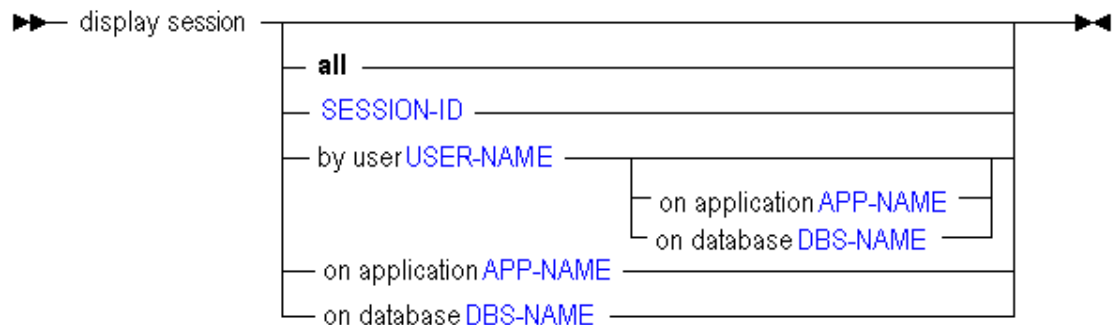 display session
all
SESSION-ID
by user USER-NAME
on application APP-NAME
on database DBS-NAME
on application APP-NAME
on database DBS-NAME